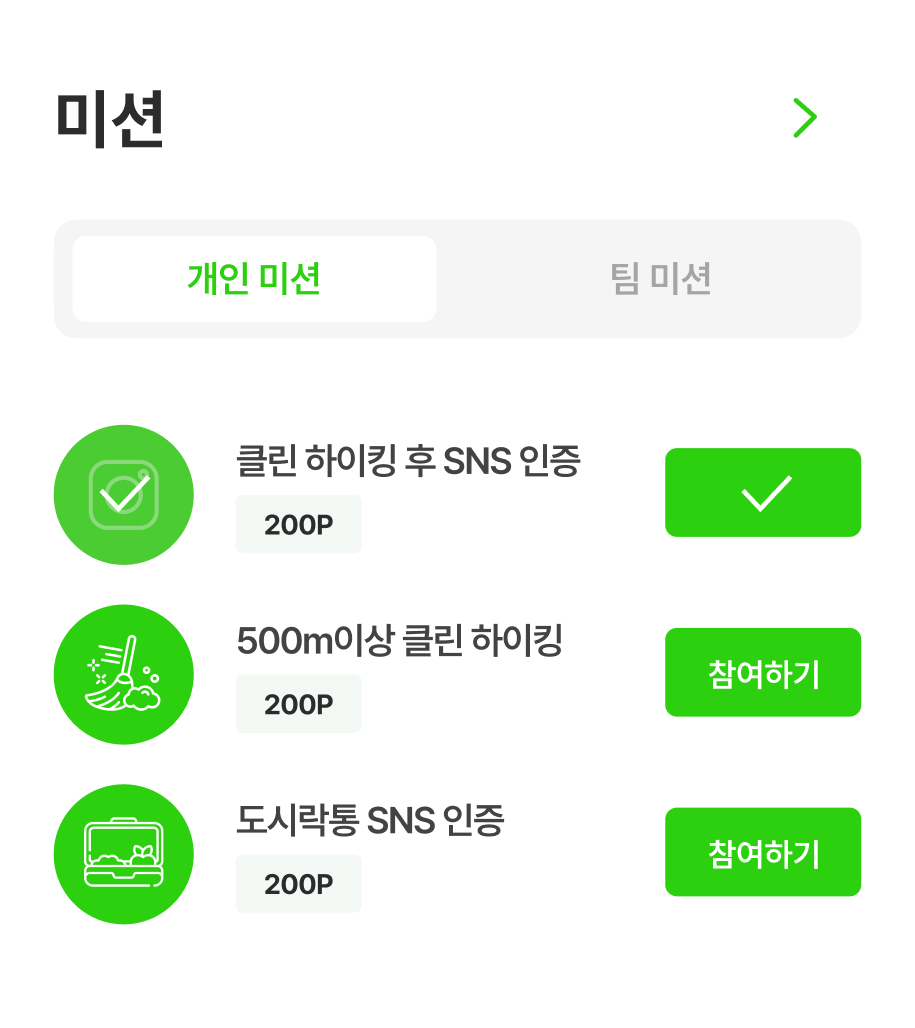 미션
개인 미션
팀 미션
클린 하이킹 후 SNS 인증
200P
500m이상 클린 하이킹
200P
참여하기
도시락통 SNS 인증
200P
참여하기